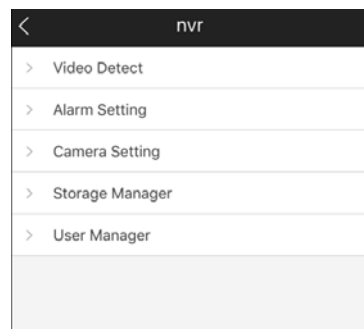 nvr
Video Detect
Alarm Setting
Camera Setting
Storage Manager
User Manager